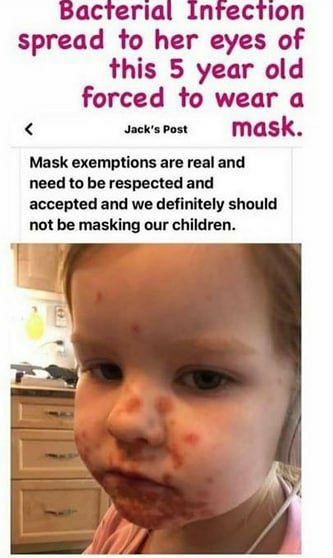 Bacterial Infection
spread to her eyes of
this 5 year old
forced to wear a
mask.
Jack's Post
Mask exemptions are real and
need to be respected and
accepted and we definitely should
not be masking our children.